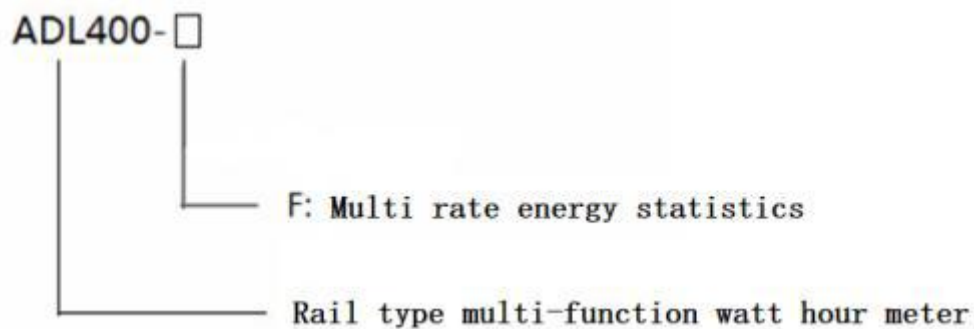 ADL400-□
F: Multi rate energy statistics
Rail type multi-function watt hour meter